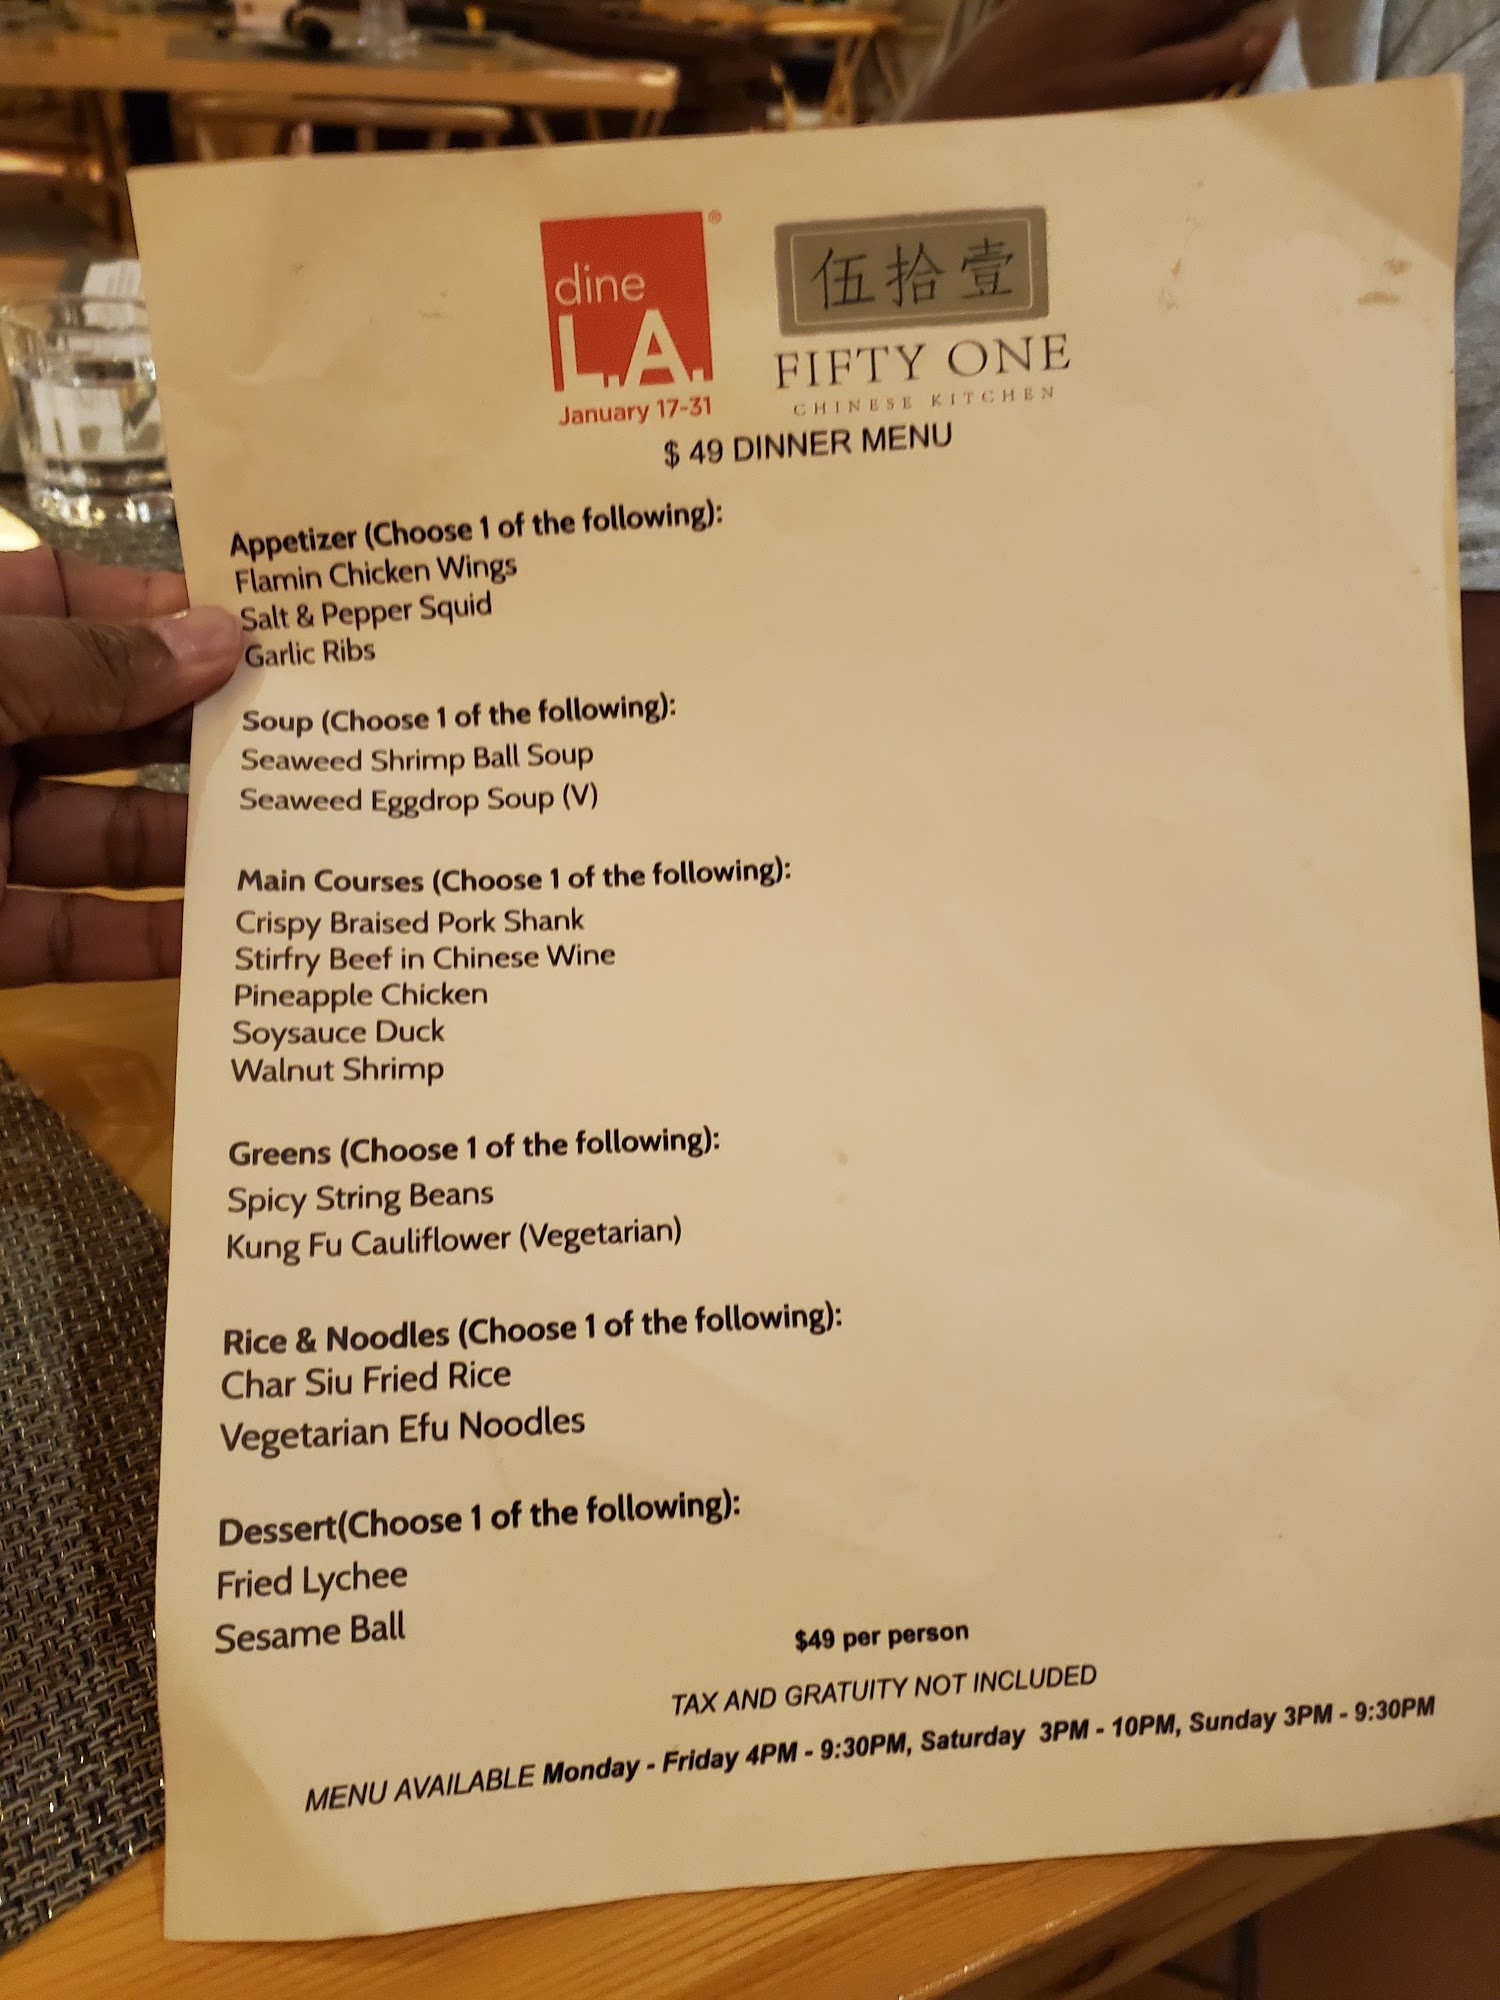 dine
L.A.®
January 17-31
伍拾壹
FIFTY ONE
CHINESE KITCHEN
$ 49 DINNER MENU
Appetizer (Choose 1 of the following):
Flamin Chicken Wings
Salt & Pepper Squid
Garlic Ribs
Soup (Choose 1 of the following):
Seaweed Shrimp Ball Soup
Seaweed Eggdrop Soup (V)
Main Courses (Choose 1 of the following):
Crispy Braised Pork Shank
Stirfry Beef in Chinese Wine
Pineapple Chicken
Soysauce Duck
Walnut Shrimp
Greens (Choose 1 of the following):
Spicy String Beans
Kung Fu Cauliflower (Vegetarian)
Rice & Noodles (Choose 1 of the following):
Char Siu Fried Rice
Vegetarian Efu Noodles
Dessert(Choose 1 of the following):
Fried Lychee
Sesame Ball
$49 per person
TAX AND GRATUITY NOT INCLUDED
MENU AVAILABLE Monday - Friday 4PM - 9:30PM, Saturday 3PM - 10PM, Sunday 3PM - 9:30PM